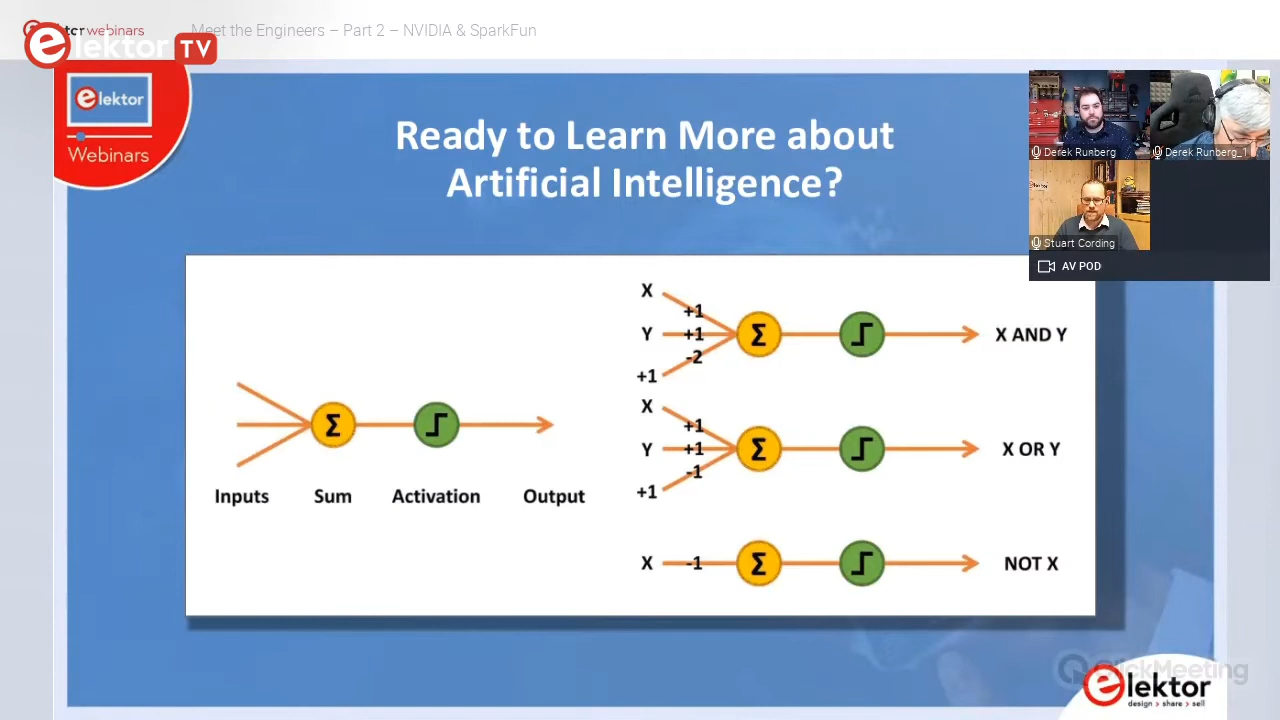 elektor webinars
Meet the Engineers – Part 2 – NVIDIA & SparkFun
elektor TV
elektor
Webinars
Ready to Learn More about
Artificial Intelligence?
Derek Runberg
Derek Runberg_1
Stuart Cording
AV POD
Inputs
Sum
Activation
Output
Σ
X
+1
Y
+1
-2
+1
Σ
X AND Y
X
+1
Y
+1
-1
+1
Σ
X OR Y
X
-1
Σ
NOT X
ClickMeeting
elektor
design > share > sell